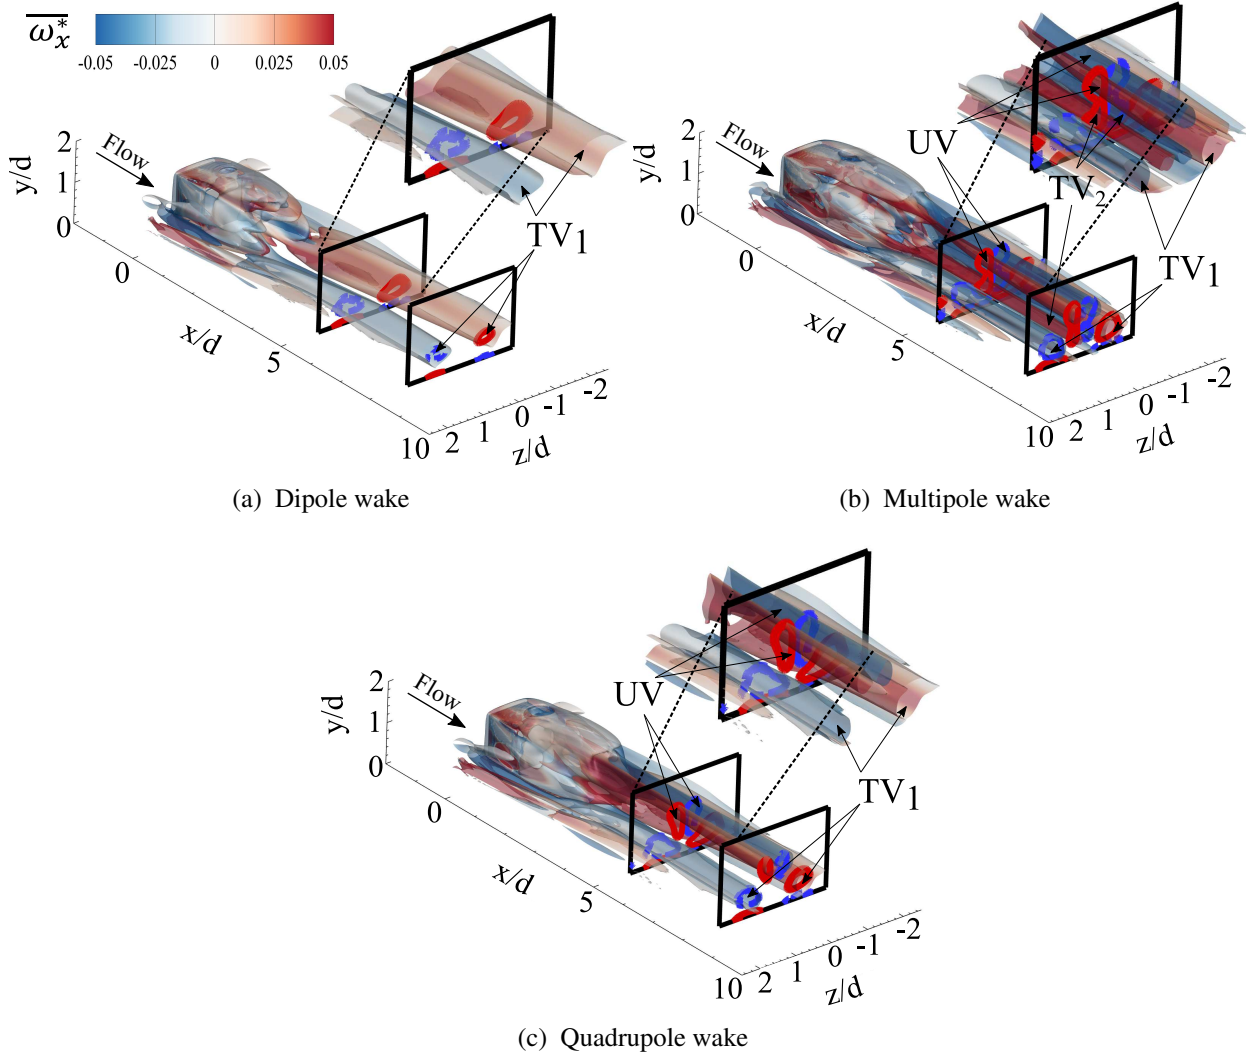 ω*x
-0.05 -0.025 0 0.025 0.05
2
1
0
y/d
Flow
TV1
0
5
10
x/d
2 1 0 -1 -2
z/d
(a) Dipole wake
2
1
0
y/d
Flow
UV
TV2
TV1
0
5
10
x/d
2 1 0 -1 -2
z/d
(b) Multipole wake
2
1
0
y/d
Flow
UV
TV1
0
5
10
x/d
2 1 0 -1 -2
z/d
(c) Quadrupole wake